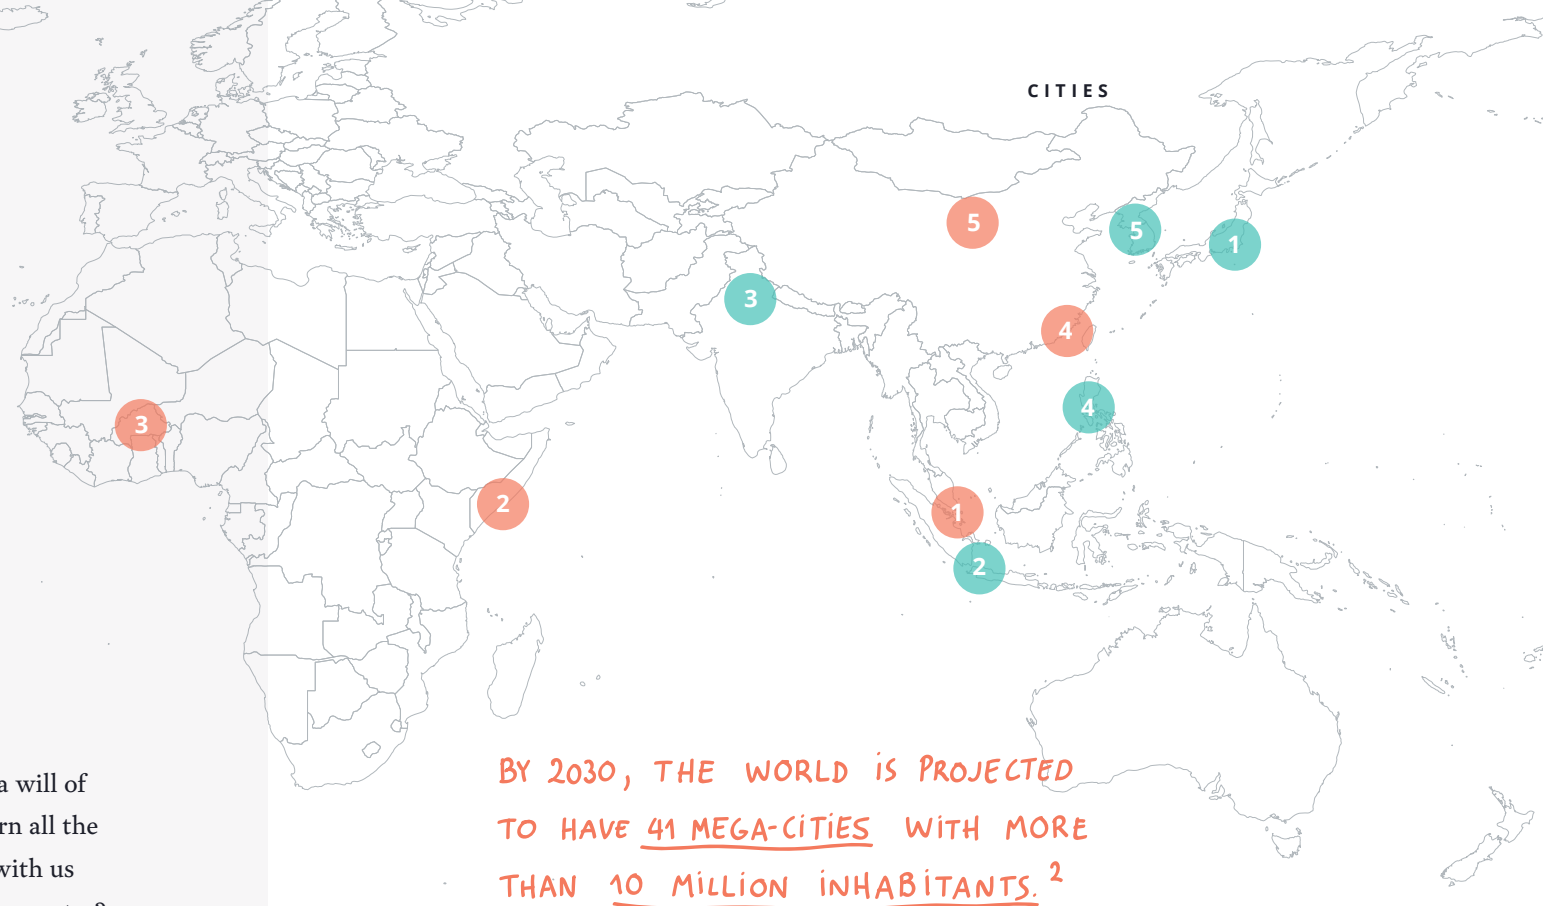 CITIES
5
5
1
3
4
4
3
2
1
2
BY 2030, THE WORLD IS PROJECTED
TO HAVE 41 MEGA-CITIES WITH MORE
THAN 10 MILLION INHABITANTS. 2
a will of
rn all the
with us